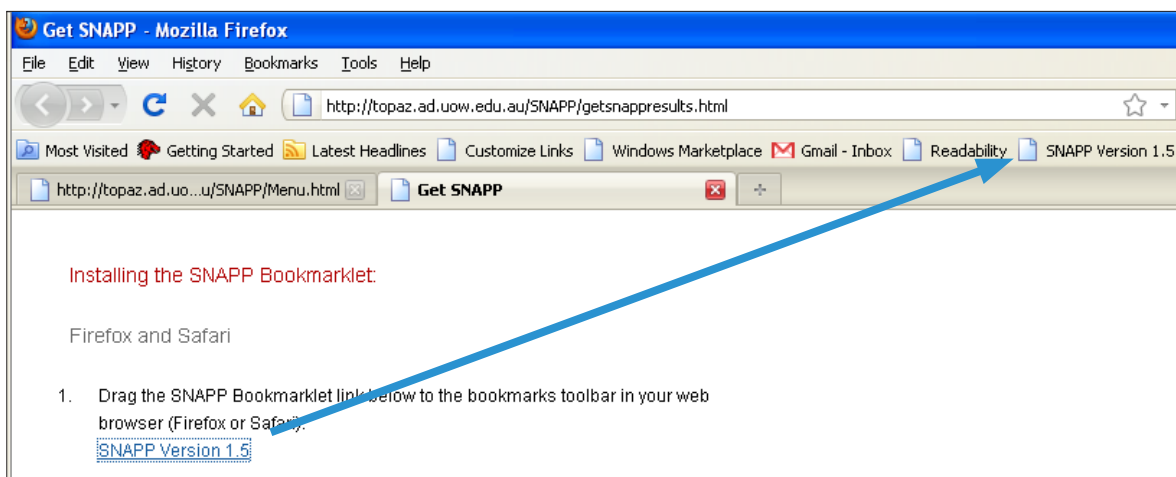 Get SNAPP - Mozilla Firefox
File Edit View History Bookmarks Tools Help
http://topaz.ad.uow.edu.au/SNAPP/getsnappresults.html
Most Visited Getting Started Latest Headlines Customize Links Windows Marketplace Gmail - Inbox Readability SNAPP Version 1.5
http://topaz.ad.uo...u/SNAPP/Menu.html Get SNAPP
Installing the SNAPP Bookmarklet:
Firefox and Safari
1. Drag the SNAPP Bookmarklet link below to the bookmarks toolbar in your web
browser (Firefox or Safari).
SNAPP Version 1.5